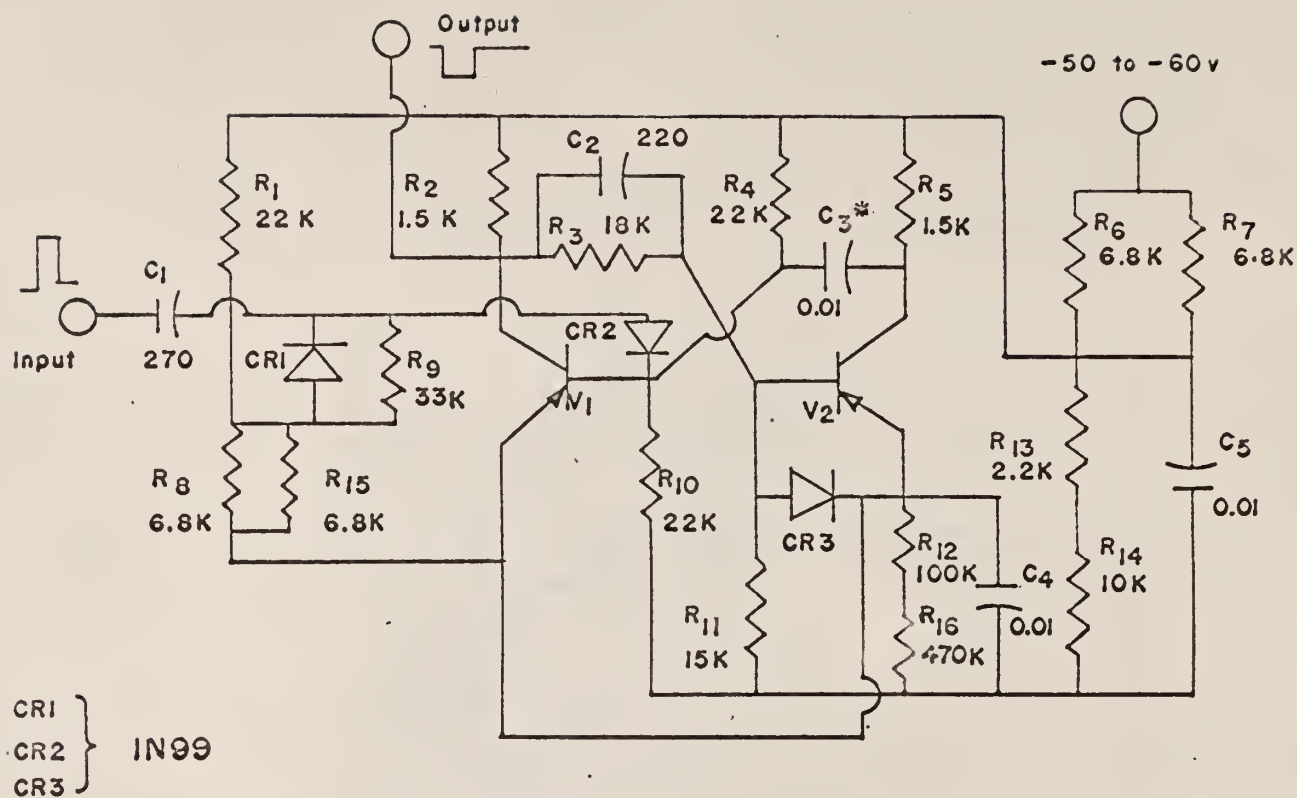 Output
-50 to -60 v
C2 220
R1
22 K
R2
1.5 K
R3 18K
R4
22K
C3*
0.01
R5
1.5K
R6
6.8K
R7
6.8K
C1
270
Input
CR1
R9
33K
CR2
V1
V2
R8
6.8K
R15
6.8K
R10
22K
CR3
R11
15K
R12
100K
R16
470K
C4
0.01
R13
2.2K
R14
10K
C5
0.01
CR1
CR2
CR3
1N99